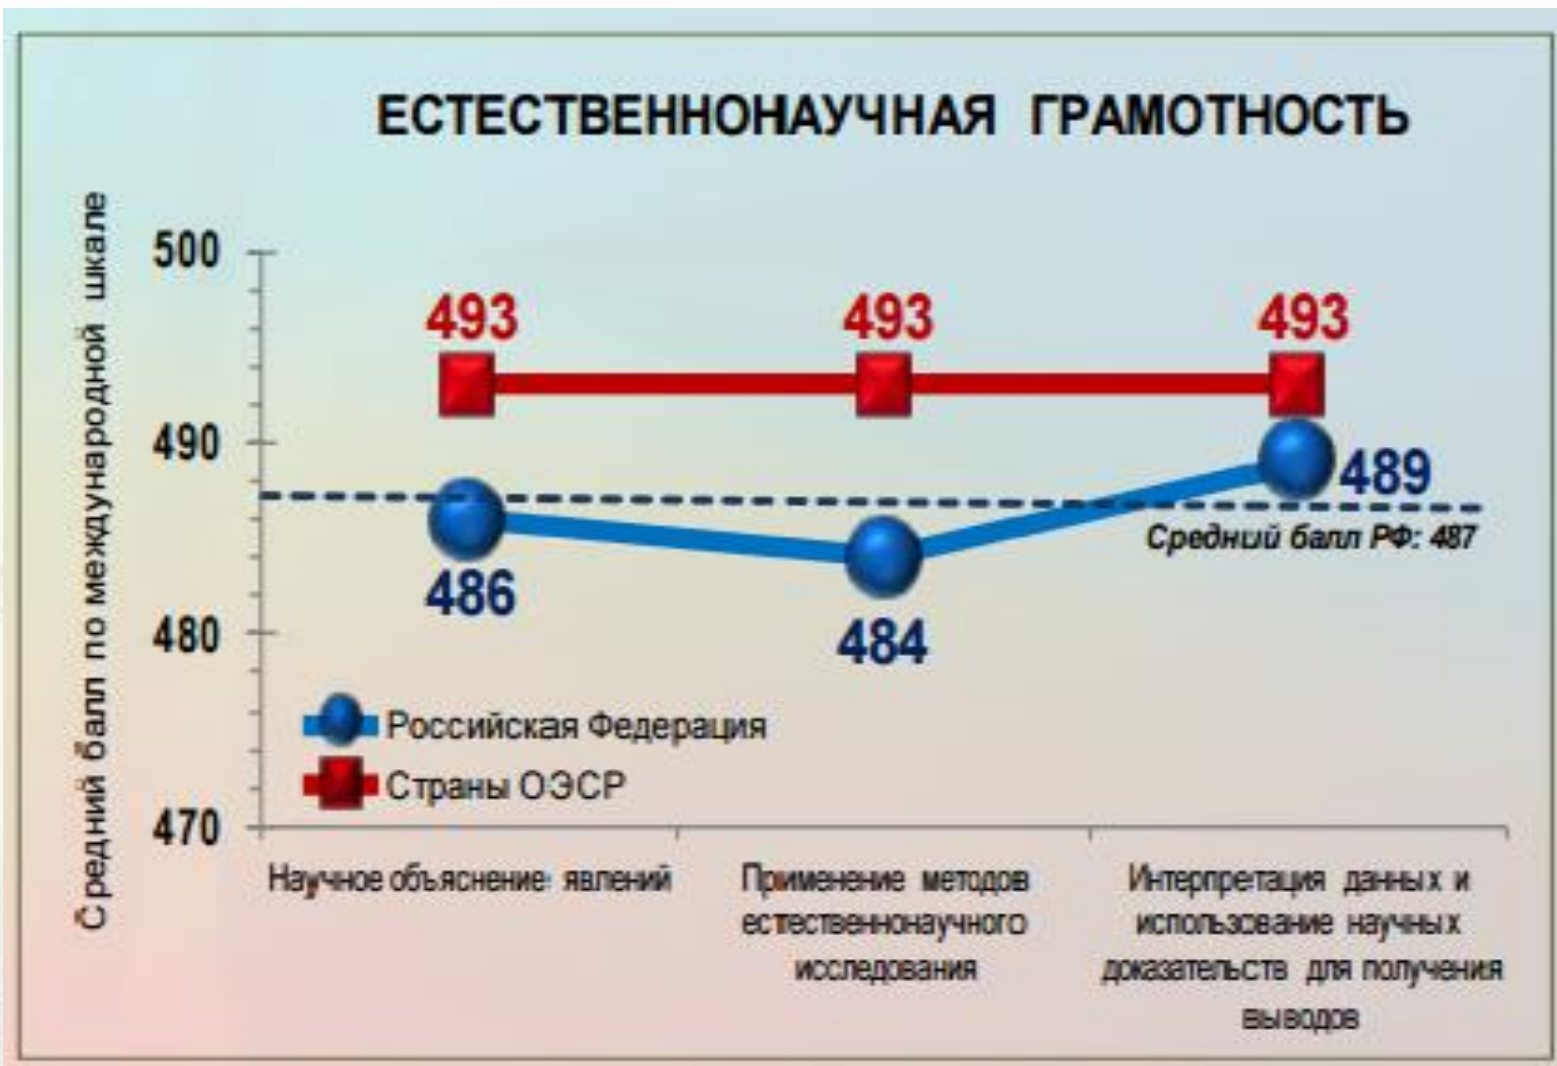 ЕСТЕСТВЕННОНАУЧНАЯ ГРАМОТНОСТЬ
Средний балл по международной шкале
500
490
480
470
493
493
493
486
484
489
Средний балл РФ: 487
Российская Федерация
Страны ОЭСР
Научное объяснение явлений
Применение методов
естественнонаучного
исследования
Интерпретация данных и
использование научных
доказательств для получения
выводов